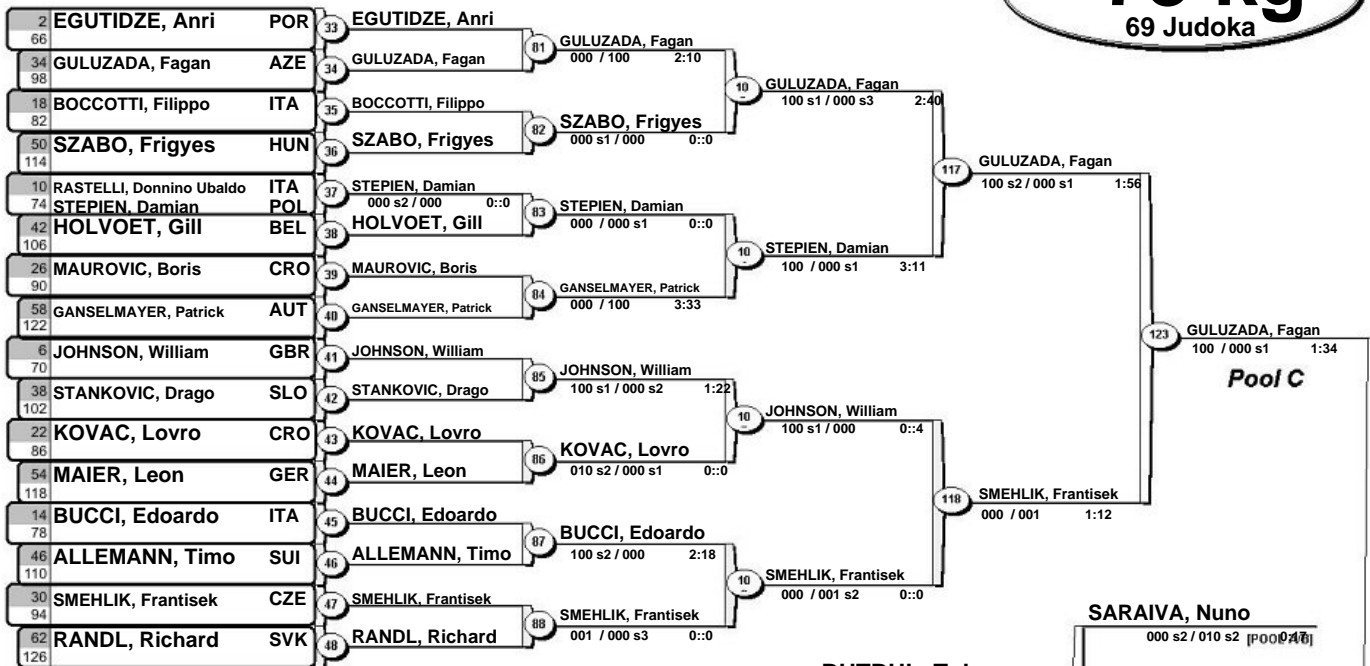 69 Judoka
2 EGUTIDZE, Anri POR
66
34 GULUZADA, Fagan AZE
98
18 BOCCOTTI, Filippo ITA
82
50 SZABO, Frigyes HUN
114
10 RASTELLI, Donnino Ubaldo ITA
74 STEPIEN, Damian POL
42 HOLVOET, Gill BEL
106
26 MAUROVIC, Boris CRO
90
58 GANSELMAYER, Patrick AUT
122
6 JOHNSON, William GBR
70
38 STANKOVIC, Drago SLO
102
22 KOVAC, Lovro CRO
86
54 MAIER, Leon GER
118
14 BUCCI, Edoardo ITA
78
46 ALLEMANN, Timo SUI
110
30 SMEHLIK, Frantisek CZE
94
62 RANDL, Richard SVK
126
33 EGUTIDZE, Anri
34 GULUZADA, Fagan
35 BOCCOTTI, Filippo
36 SZABO, Frigyes
37 STEPIEN, Damian
000 s2 / 000 0::0
38 HOLVOET, Gill
39 MAUROVIC, Boris
40 GANSELMAYER, Patrick
41 JOHNSON, William
42 STANKOVIC, Drago
43 KOVAC, Lovro
44 MAIER, Leon
45 BUCCI, Edoardo
46 ALLEMANN, Timo
47 SMEHLIK, Frantisek
48 RANDL, Richard
81 GULUZADA, Fagan
000 / 100 2:10
82 SZABO, Frigyes
000 s1 / 000 0::0
83 STEPIEN, Damian
000 / 000 s1 0::0
84 GANSELMAYER, Patrick
000 / 100 3:33
85 JOHNSON, William
100 s1 / 000 s2 1:22
86 KOVAC, Lovro
010 s2 / 000 s1 0::0
87 BUCCI, Edoardo
100 s2 / 000 2:18
88 SMEHLIK, Frantisek
001 / 000 s3 0::0
10 GULUZADA, Fagan
100 s1 / 000 s3 2:40
10 STEPIEN, Damian
100 / 000 s1 3:11
10 JOHNSON, William
100 s1 / 000 0::4
10 SMEHLIK, Frantisek
000 / 001 s2 0::0
117 GULUZADA, Fagan
100 s2 / 000 s1 1:56
118 SMEHLIK, Frantisek
000 / 001 1:12
123 GULUZADA, Fagan
100 / 000 s1 1:34
Pool C
SARAIVA, Nuno
000 s2 / 010 s2